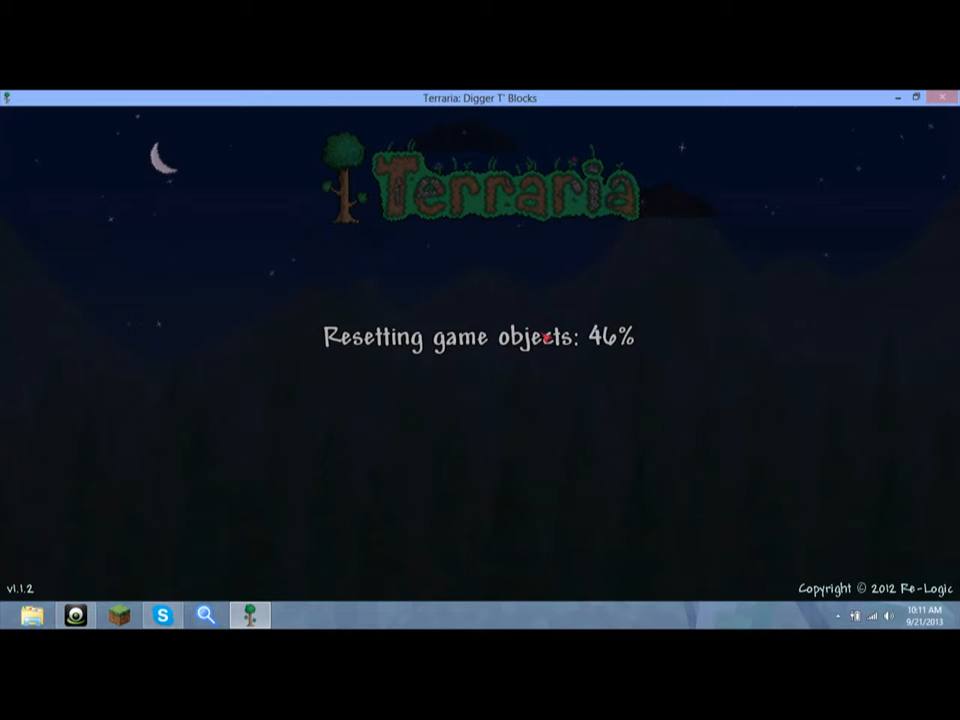 Terraria: Digger T' Blocks
Terraria
Resetting game objects: 46%
v1.1.2
Copyright © 2012 Re-Logic
10:11 AM
9/21/2013